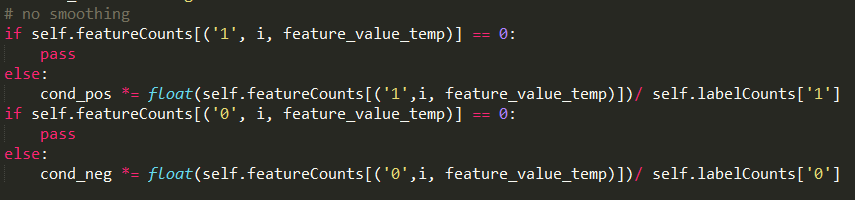 # no smoothing
if self.featureCounts[('1', i, feature_value_temp)] == 0:
    pass
else:
    cond_pos *= float(self.featureCounts[('1',i, feature_value_temp)])/ self.labelCounts['1']
if self.featureCounts[('0', i, feature_value_temp)] == 0:
    pass
else:
    cond_neg *= float(self.featureCounts[('0',i, feature_value_temp)])/ self.labelCounts['0']